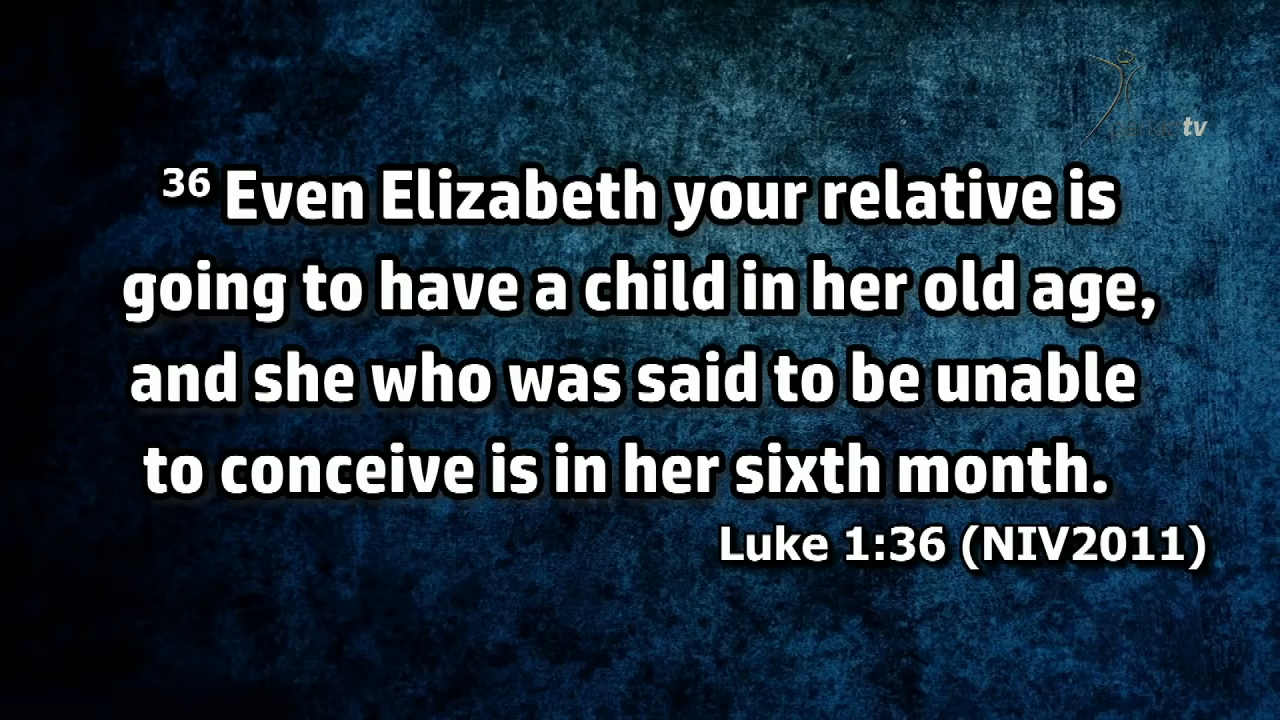 tv
36 Even Elizabeth your relative is
going to have a child in her old age,
and she who was said to be unable
to conceive is in her sixth month.
Luke 1:36 (NIV2011)